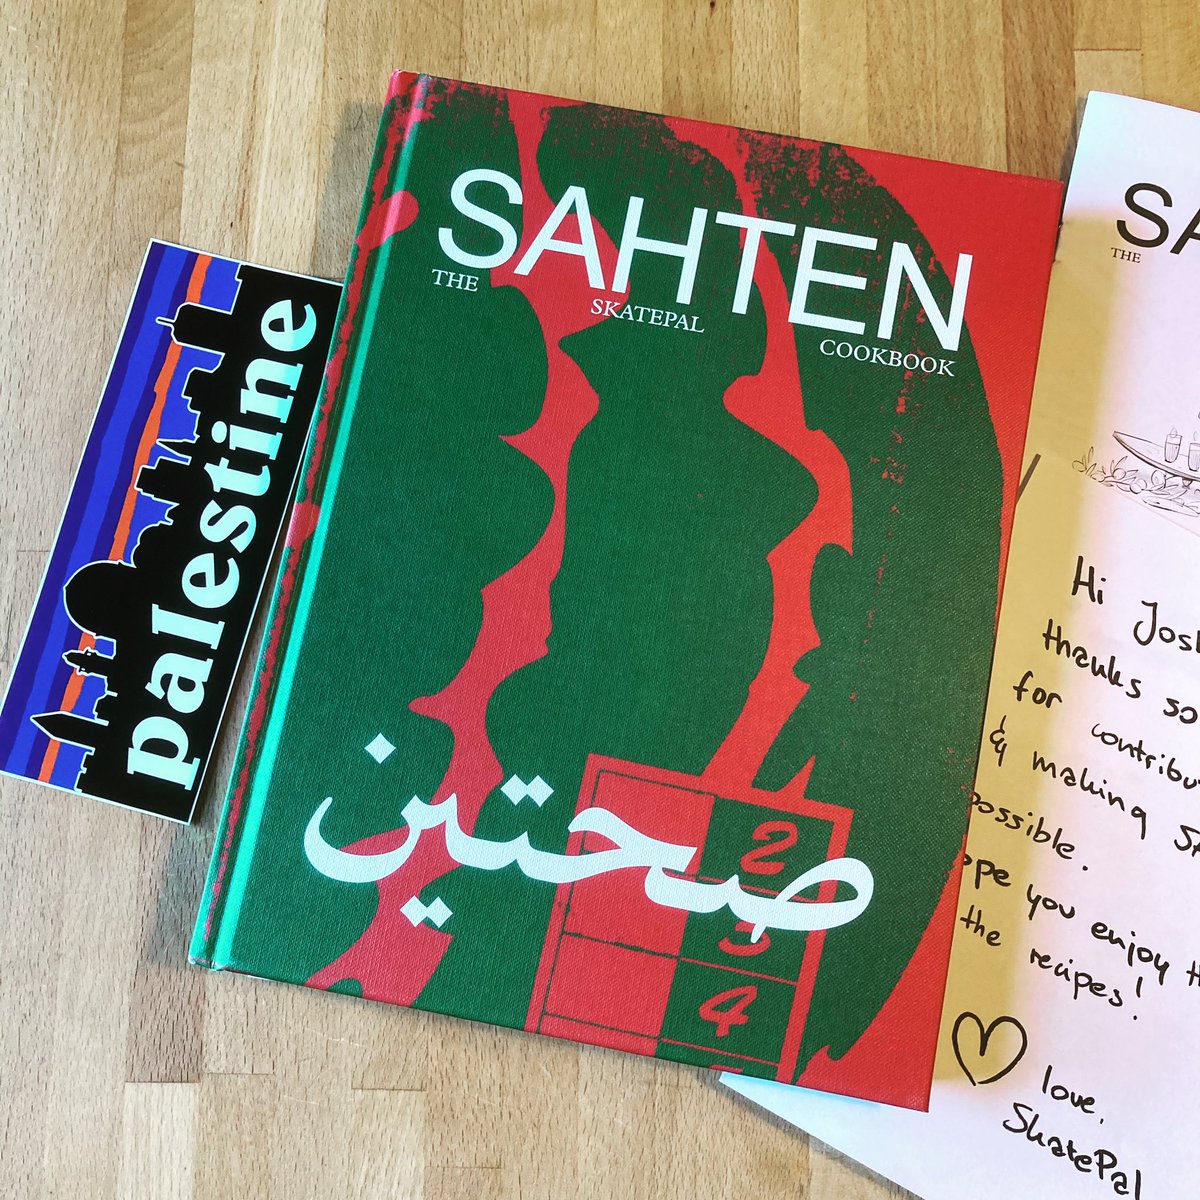 palestine
SAHTEN
THE SKATEPAL COOKBOOK
صحتين
2
3
4
THE
Hi
thanks so
for
& making
possible.
you enjoy
the recipes!
love,
SkatePal